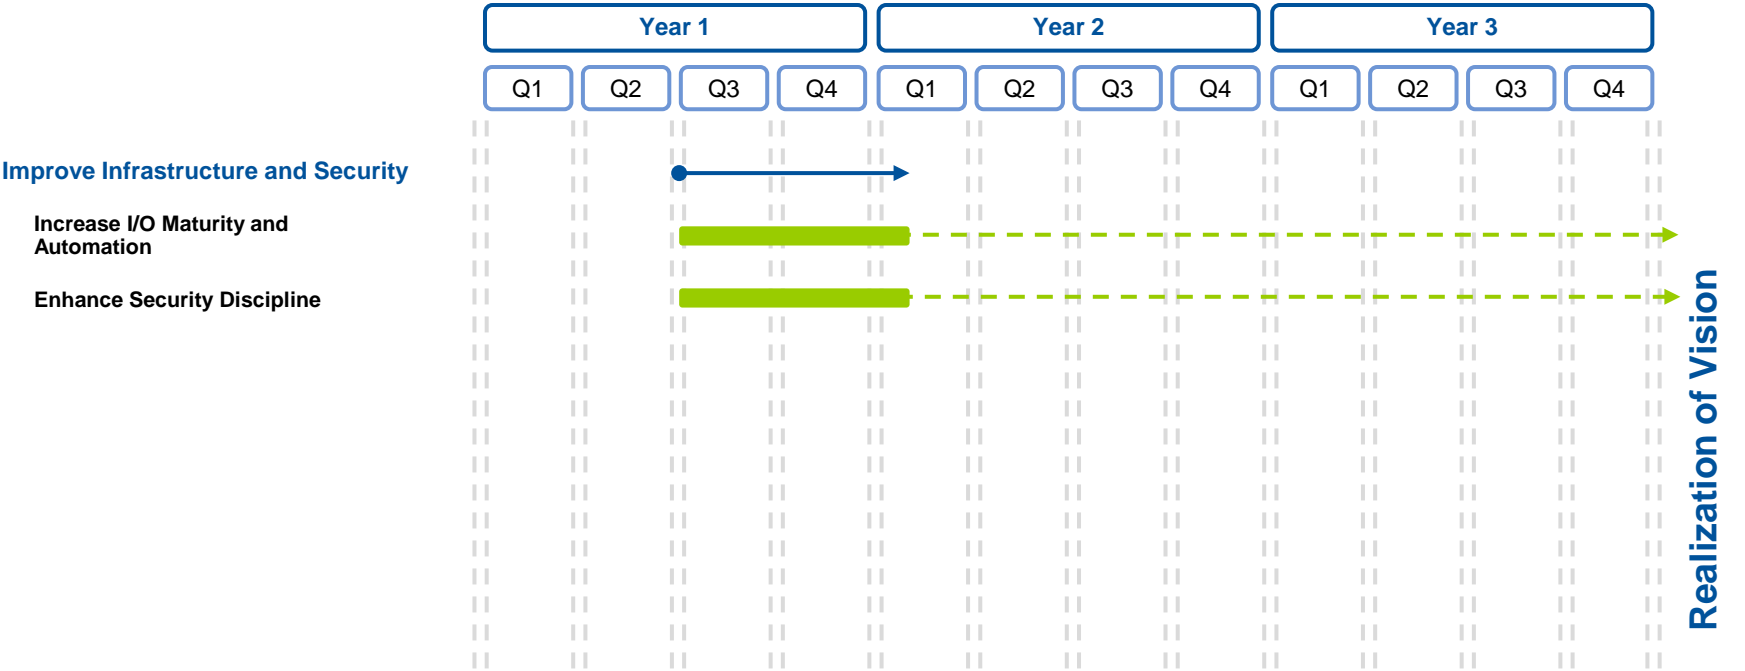 Year 1
Year 2
Year 3
Q1
Q2
Q3
Q4
Q1
Q2
Q3
Q4
Q1
Q2
Q3
Q4
Improve Infrastructure and Security
Increase I/O Maturity and
Automation
Enhance Security Discipline
Realization of Vision